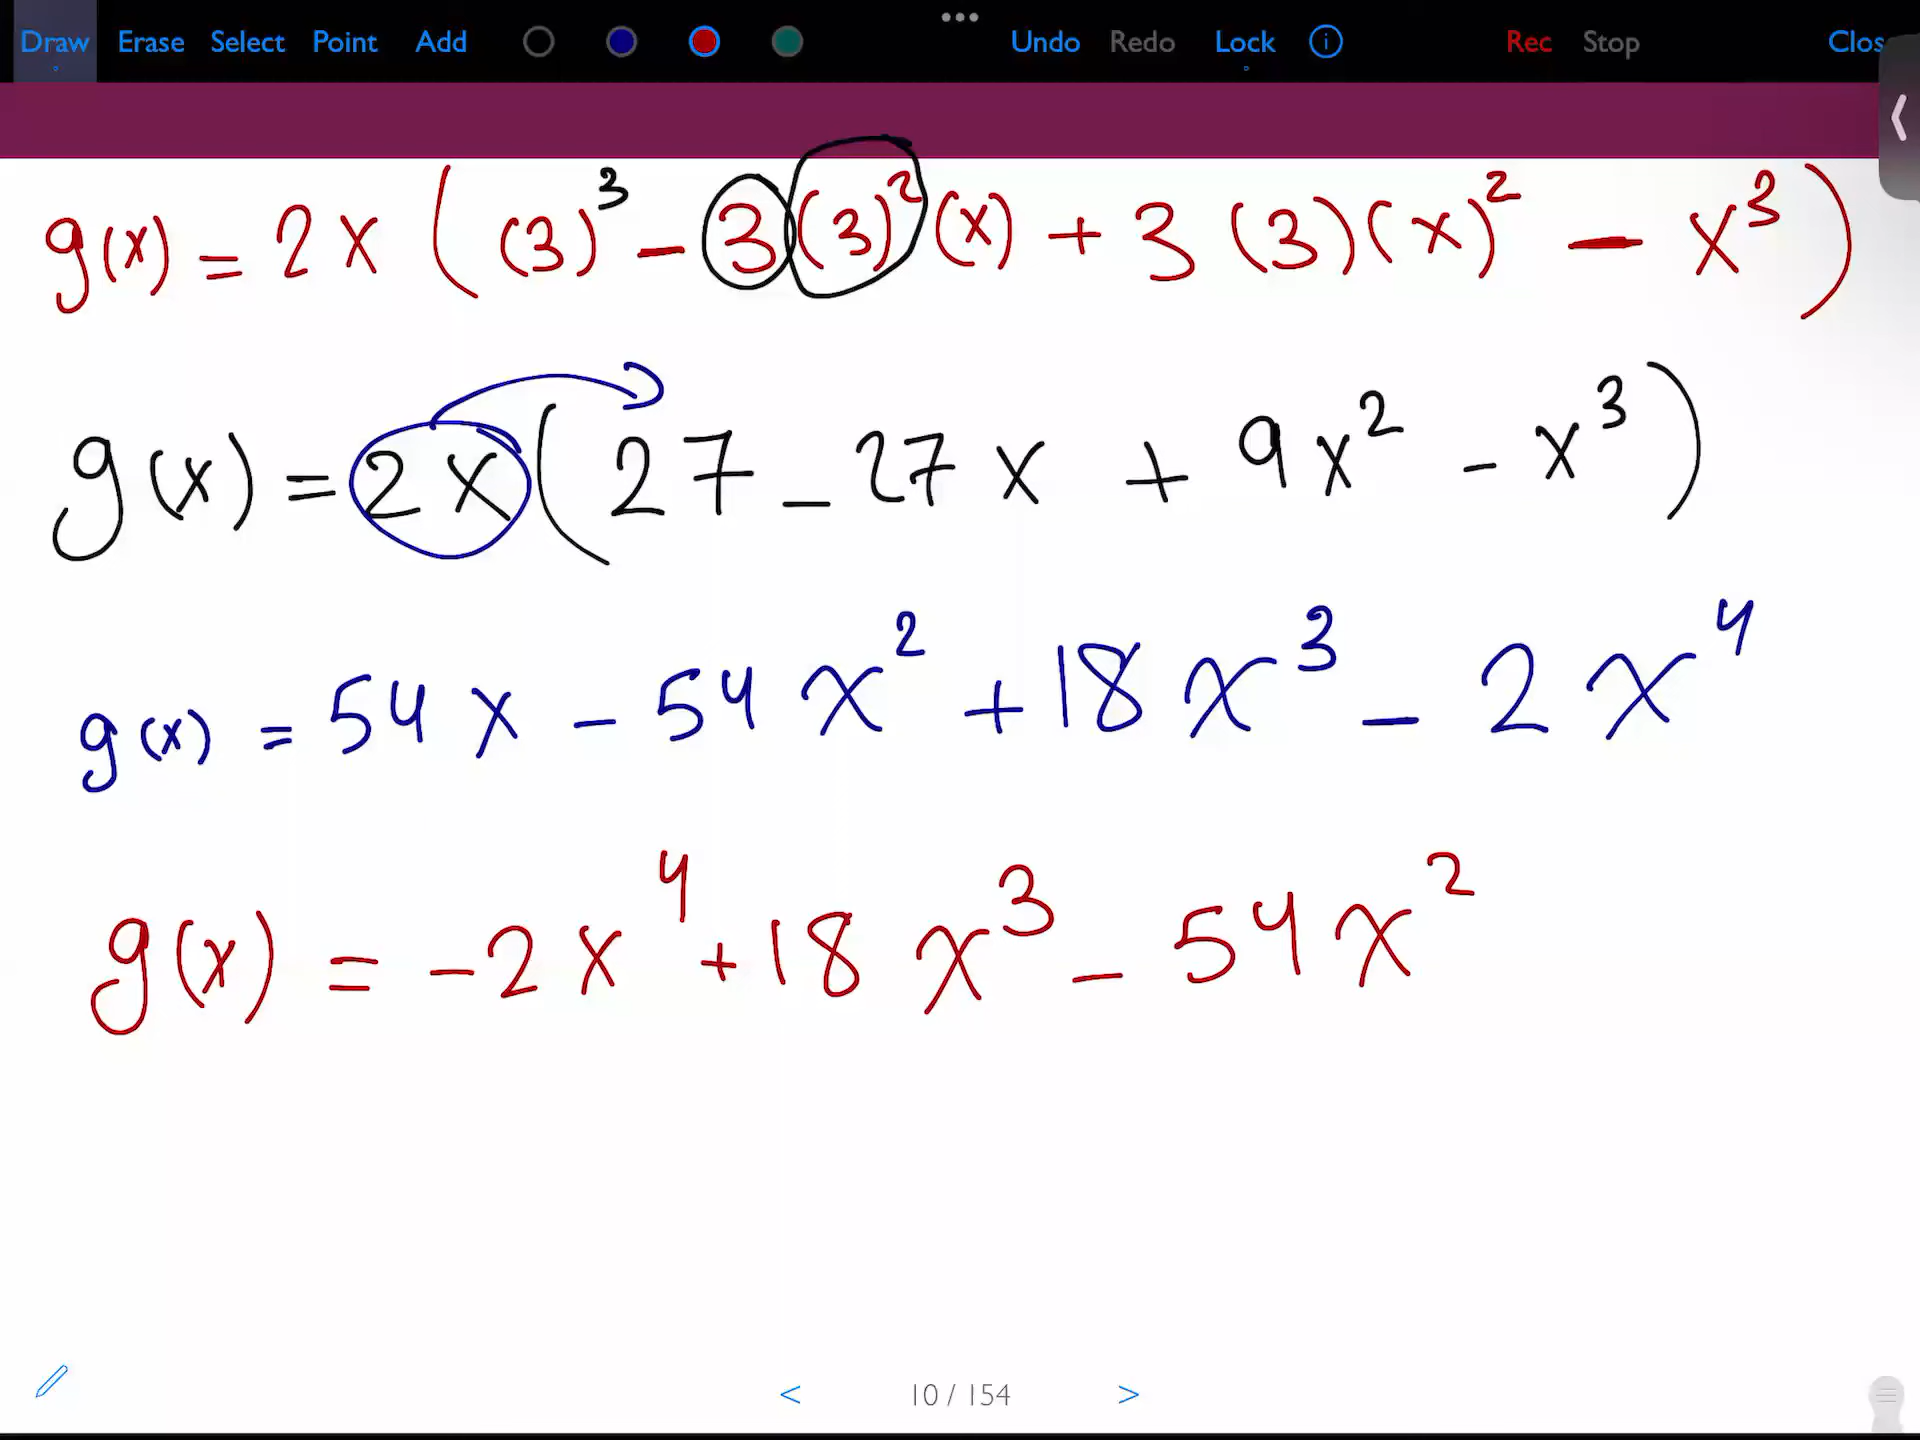 Draw Erase Select Point Add Undo Redo Lock Rec Stop Clos
g(x) = 2x ( (3)³ - 3 (3)² (x) + 3 (3) (x)² - x³ )
g(x) = 2x ( 27 - 27x + 9x² - x³ )
g(x) = 54x - 54x² + 18x³ - 2x⁴
g(x) = -2x⁴ + 18x³ - 54x²
< 10 / 154 >